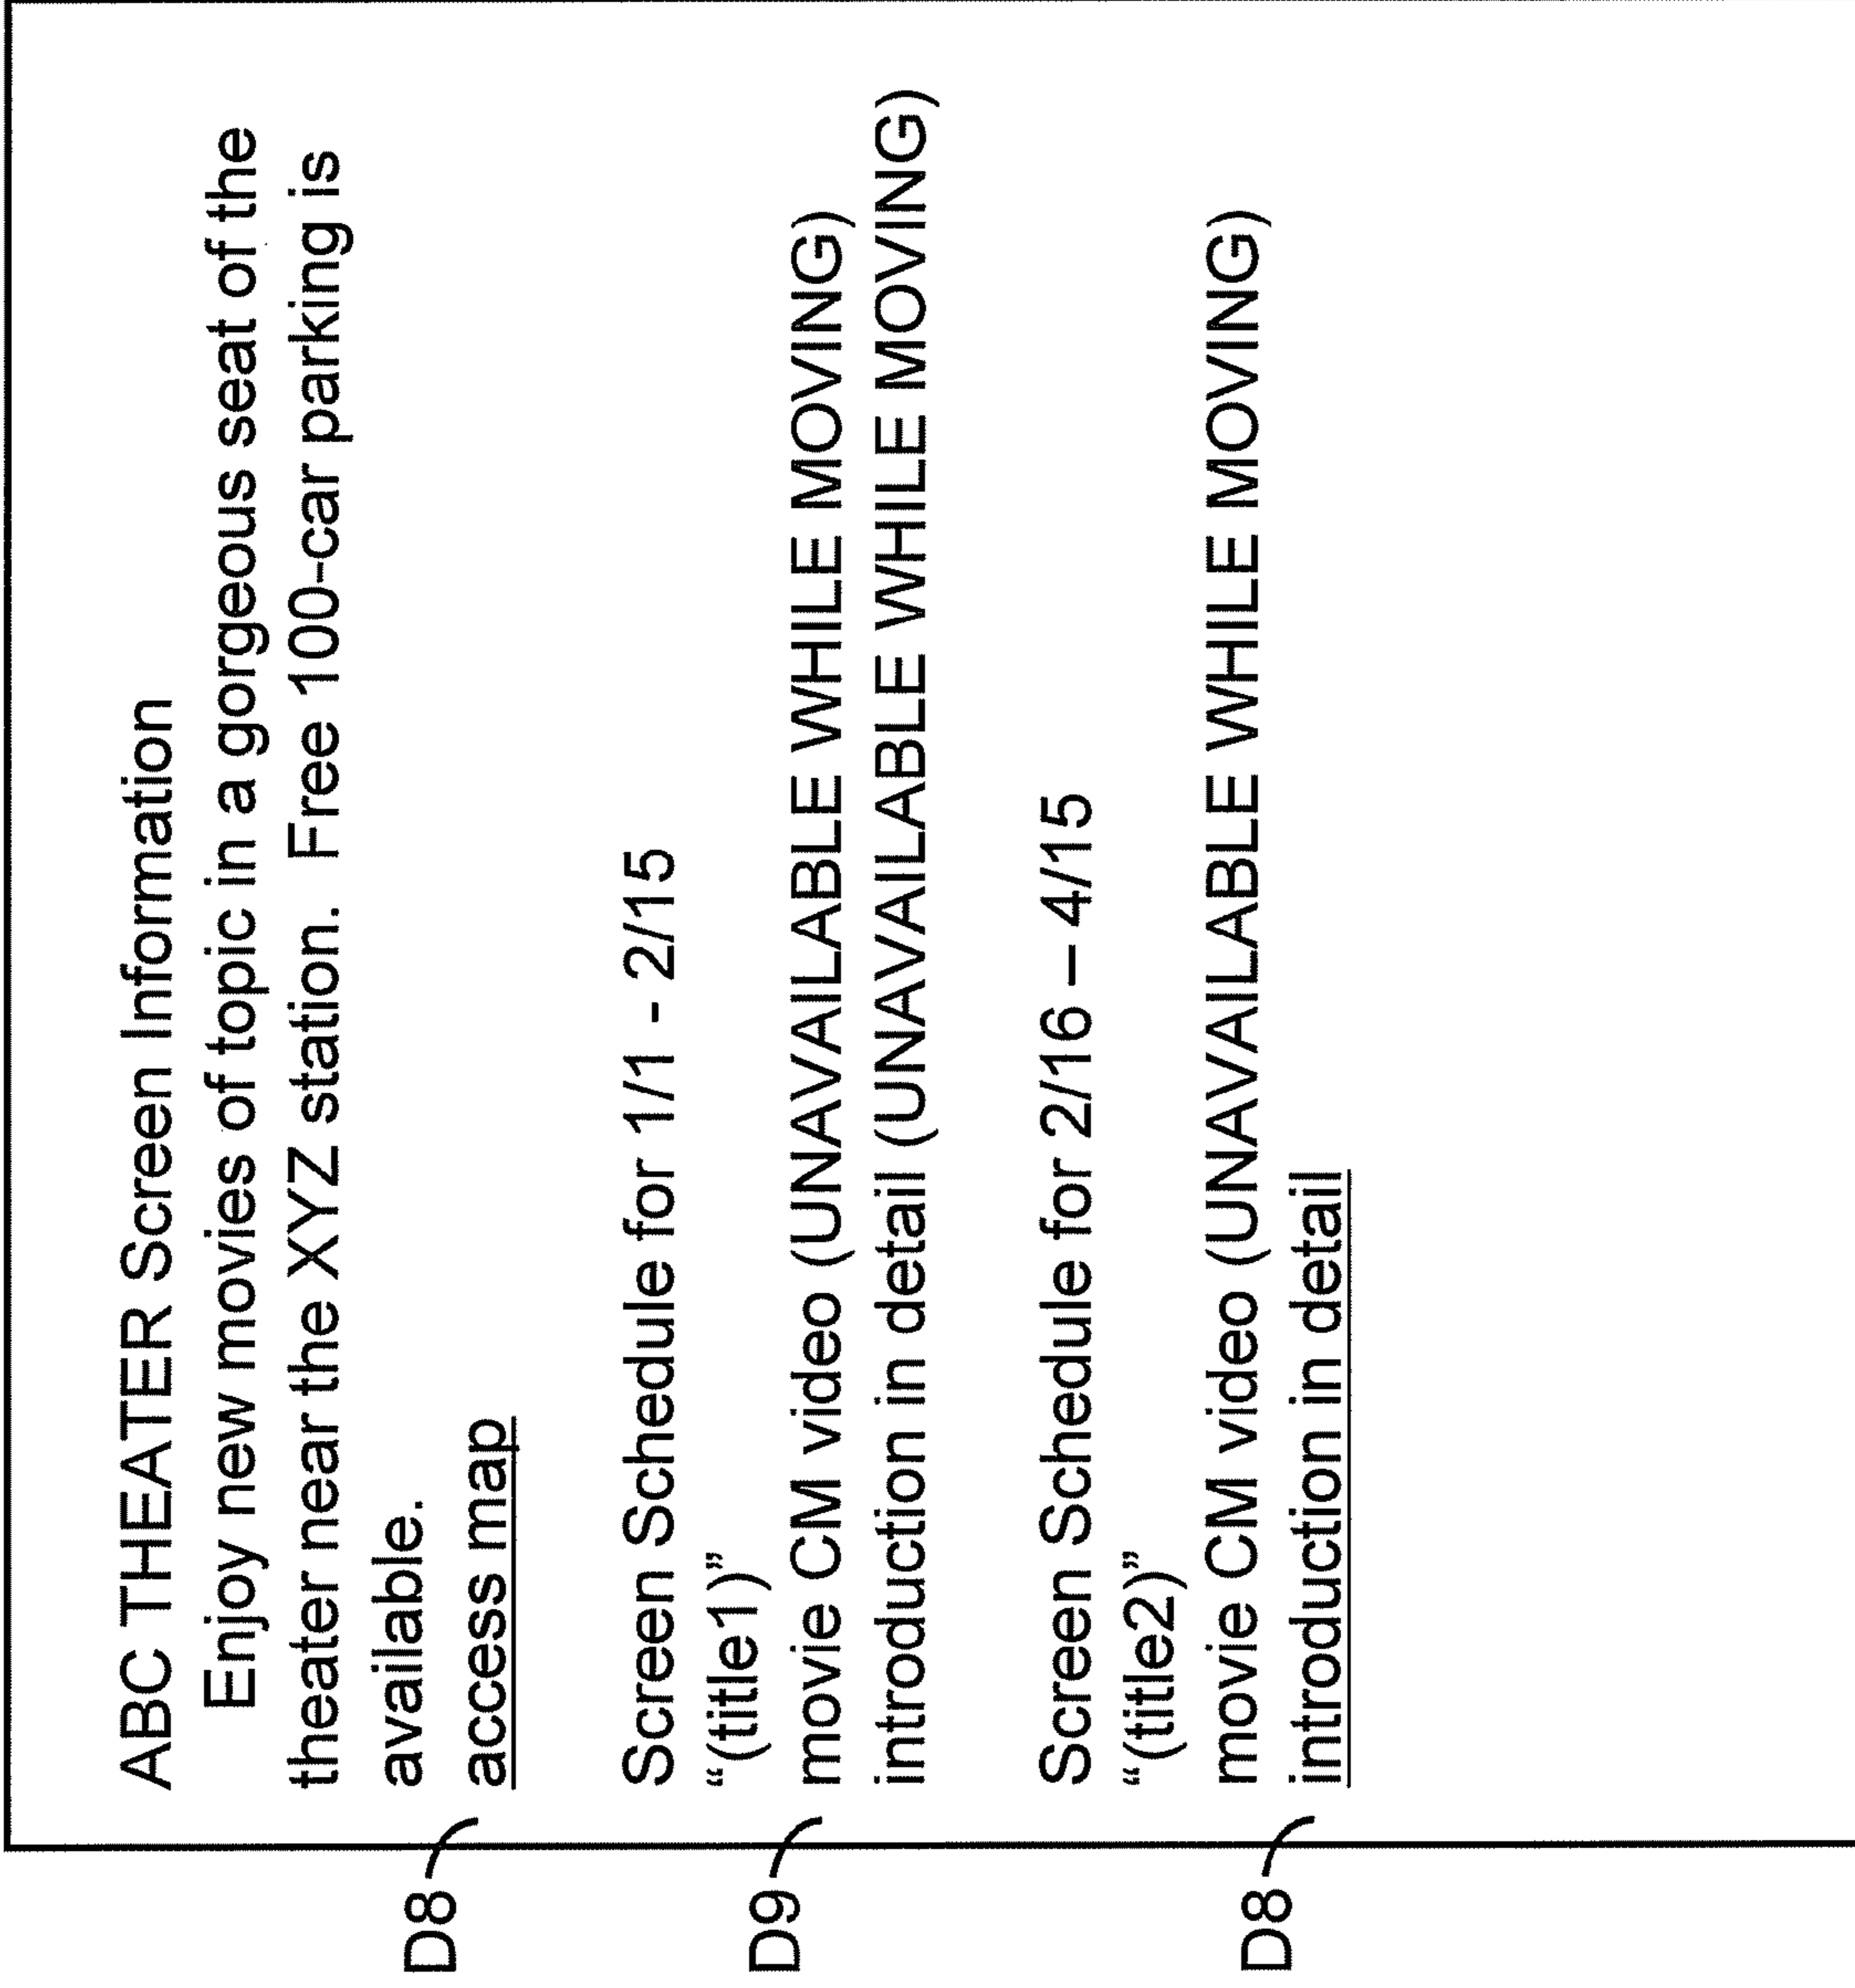 ABC THEATER Screen Information
Enjoy new movies of topic in a gorgeous seat of the
theater near the XYZ station. Free 100-car parking is
available.
D8
access map
Screen Schedule for 1/1 - 2/15
“(title1)”
D9
movie CM video (UNAVAILABLE WHILE MOVING)
introduction in detail (UNAVAILABLE WHILE MOVING)
Screen Schedule for 2/16 – 4/15
“(title2)”
movie CM video (UNAVAILABLE WHILE MOVING)
D8
introduction in detail